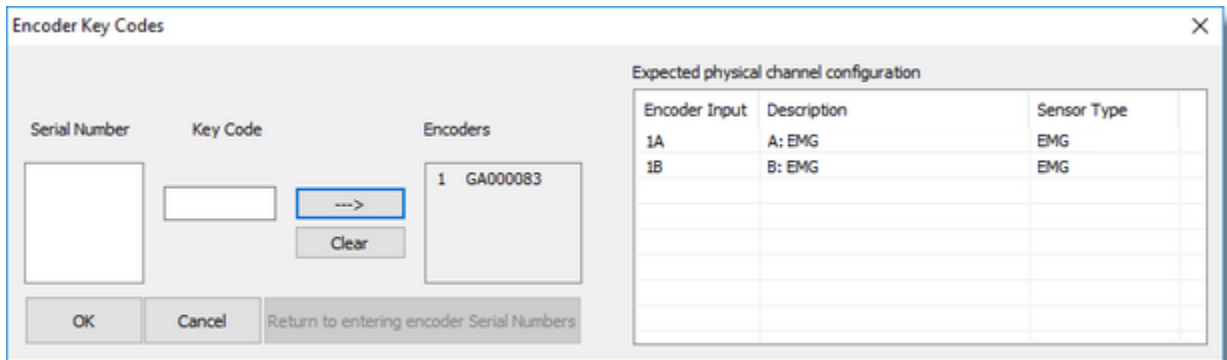 Encoder Key Codes
Serial Number
Key Code
--->
Clear
Encoders
1 GA000083
OK
Cancel
Return to entering encoder Serial Numbers
Expected physical channel configuration
Encoder Input Description Sensor Type
1A A: EMG EMG
1B B: EMG EMG